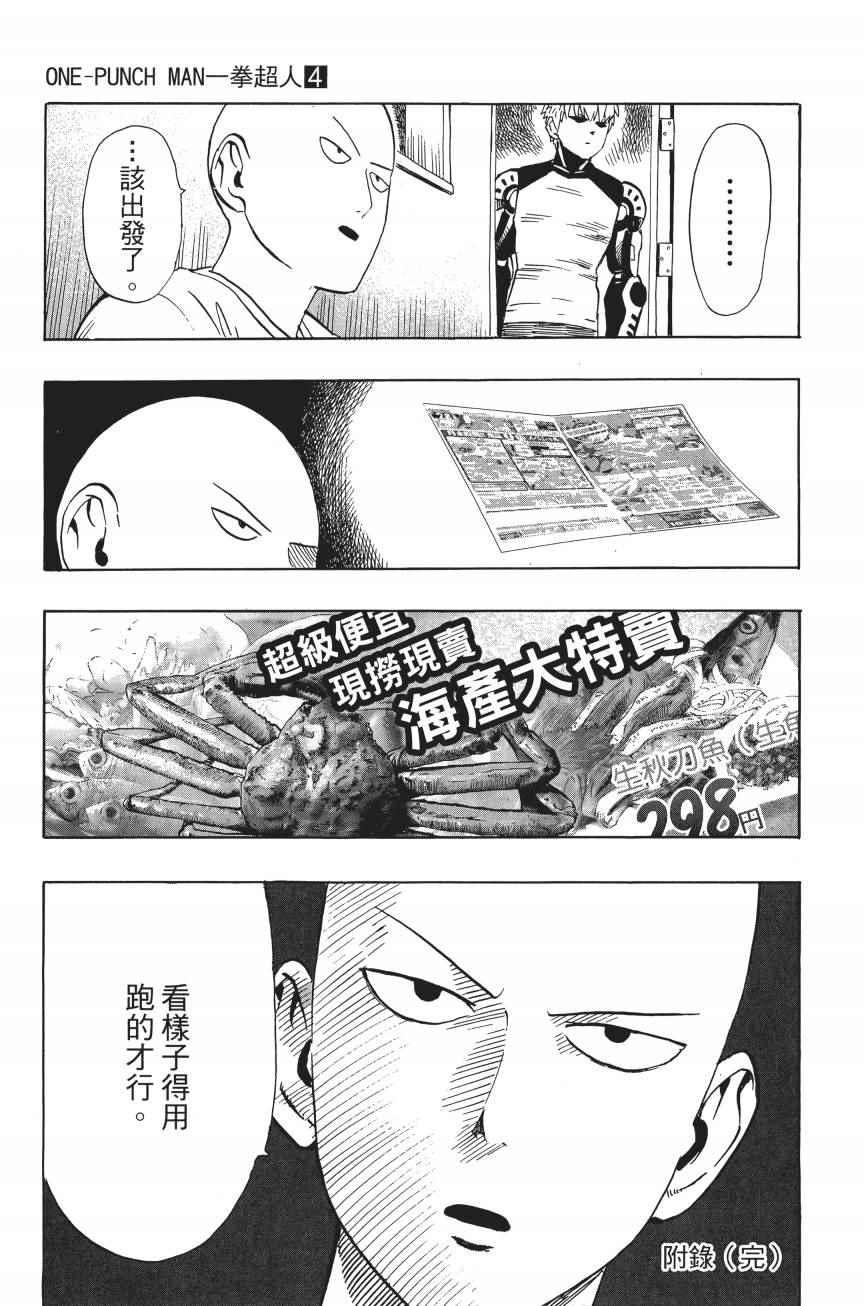 ONE-PUNCH MAN一拳超人4
‥‥‥‥‥
…該出發了。
超級便宜
現撈現賣
海產大特賣
生秋刀魚(生魚
298円
看樣子得用
跑的才行。
附錄(完)